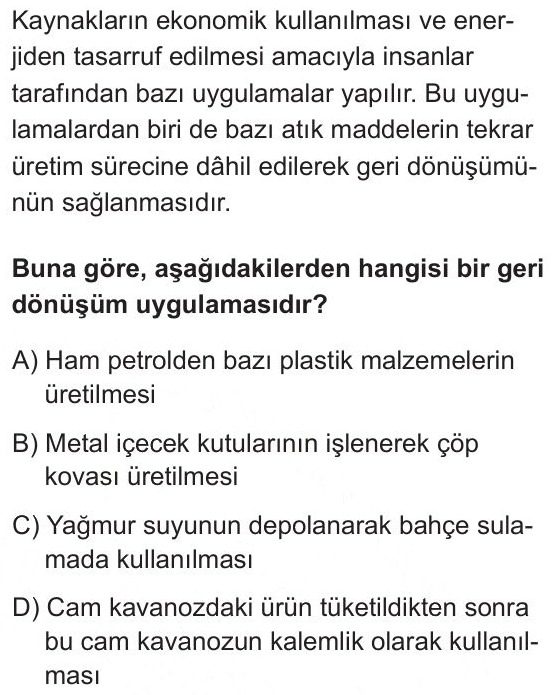 Kaynakların ekonomik kullanılması ve ener-
jiden tasarruf edilmesi amacıyla insanlar
tarafından bazı uygulamalar yapılır. Bu uygu-
lamalardan biri de bazı atık maddelerin tekrar
üretim sürecine dâhil edilerek geri dönüşümü-
nün sağlanmasıdır.
Buna göre, aşağıdakilerden hangisi bir geri
dönüşüm uygulamasıdır?
A) Ham petrolden bazı plastik malzemelerin
üretilmesi
B) Metal içecek kutularının işlenerek çöp
kovası üretilmesi
C) Yağmur suyunun depolanarak bahçe sula-
mada kullanılması
D) Cam kavanozdaki ürün tüketildikten sonra
bu cam kavanozun kalemlik olarak kullanıl-
ması